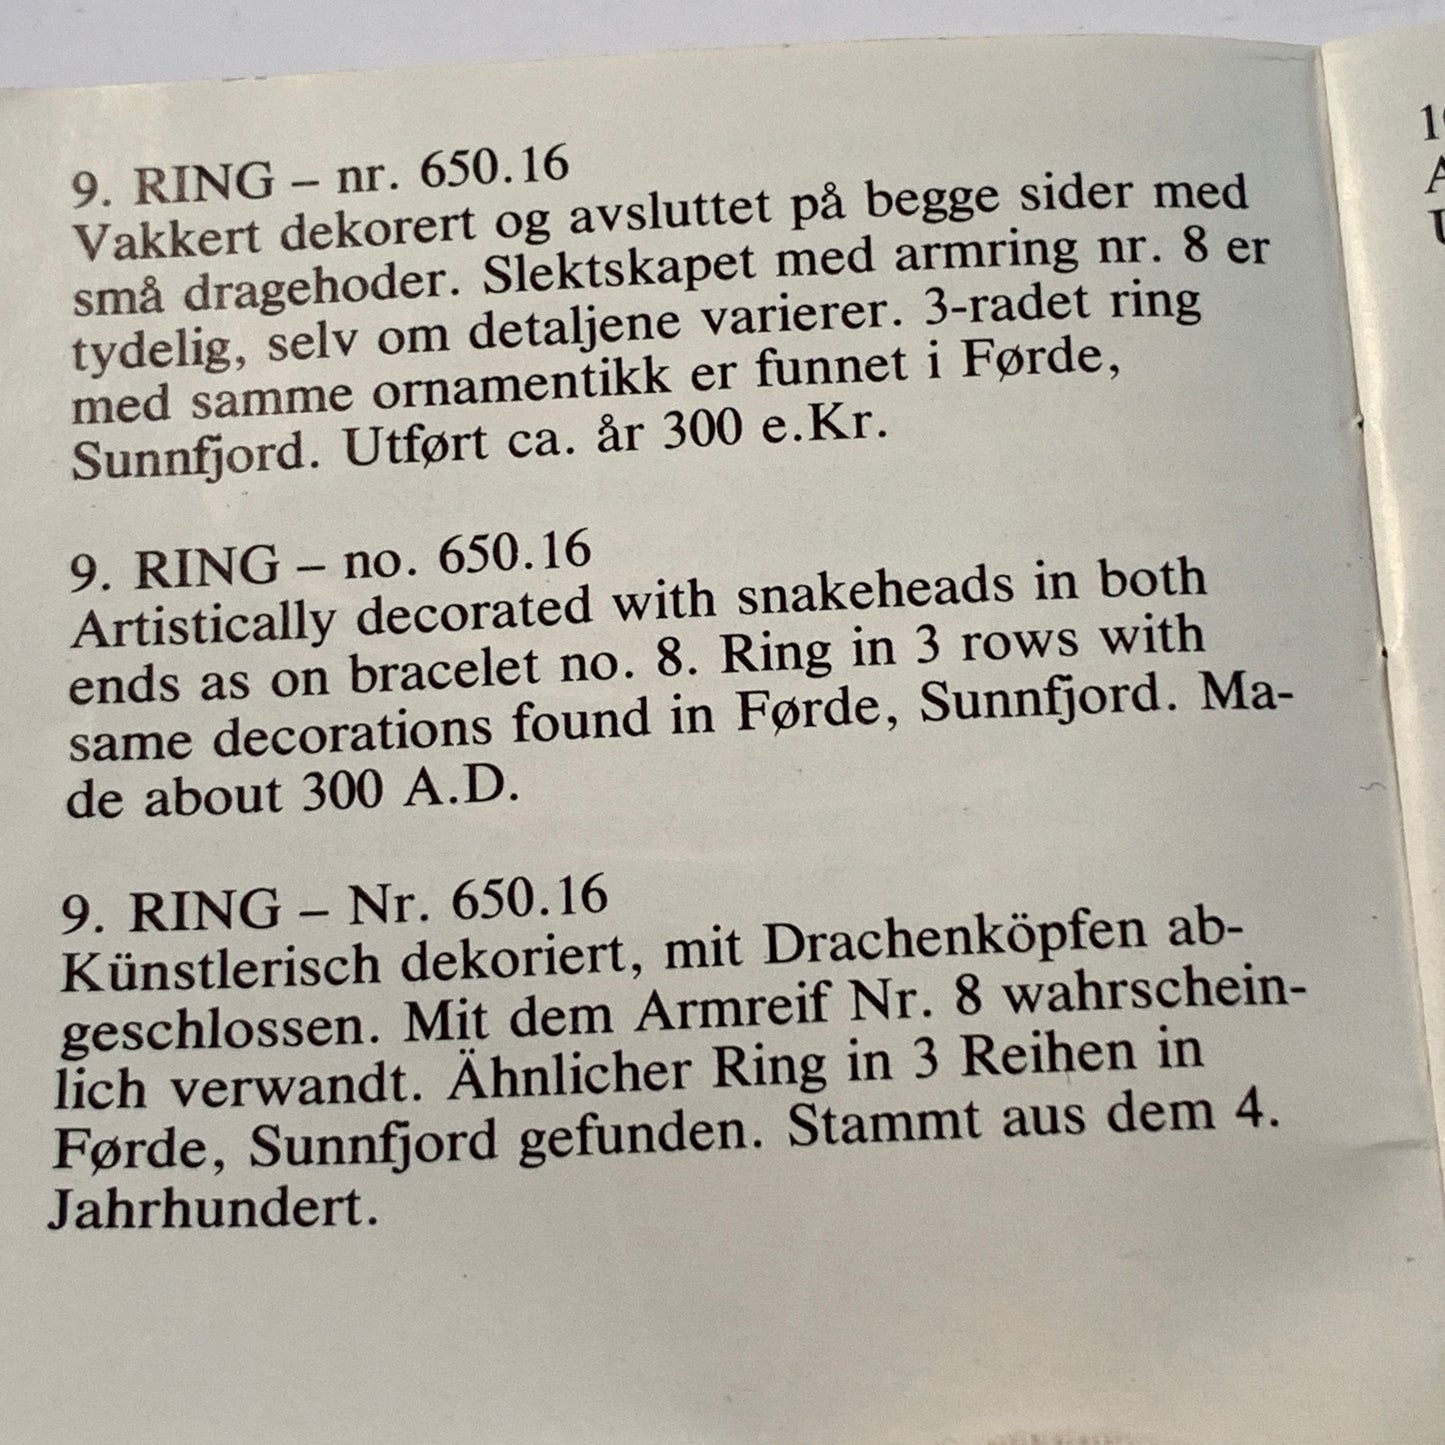 9. RING – nr. 650.16
Vakkert dekorert og avsluttet på begge sider med
små dragehoder. Slektskapet med armring nr. 8 er
tydelig, selv om detaljene varierer. 3-radet ring
med samme ornamentikk er funnet i Førde,
Sunnfjord. Utført ca. år 300 e.Kr.
9. RING – no. 650.16
Artistically decorated with snakeheads in both
ends as on bracelet no. 8. Ring in 3 rows with
same decorations found in Førde, Sunnfjord. Ma-
de about 300 A.D.
9. RING – Nr. 650.16
Künstlerisch dekoriert, mit Drachenköpfen ab-
geschlossen. Mit dem Armreif Nr. 8 wahrschein-
lich verwandt. Ähnlicher Ring in 3 Reihen in
Førde, Sunnfjord gefunden. Stammt aus dem 4.
Jahrhundert.